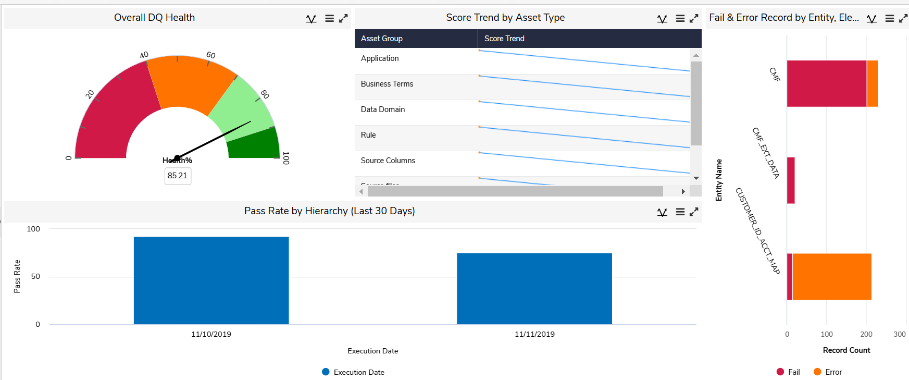 Overall DQ Health
0
20
40
60
80
100
Health%
85.21
Score Trend by Asset Type
Asset Group Score Trend
Application
Business Terms
Data Domain
Rule
Source Columns
Source files
Fail & Error Record by Entity, Ele...
Entity Name
CMF
CMF_EXT_DATA
CUSTOMER_ID_ACCT_MAP
0 100 200 300
Record Count
Fail Error
Pass Rate by Hierarchy (Last 30 Days)
Pass Rate
100
50
0
11/10/2019 11/11/2019
Execution Date
Execution Date